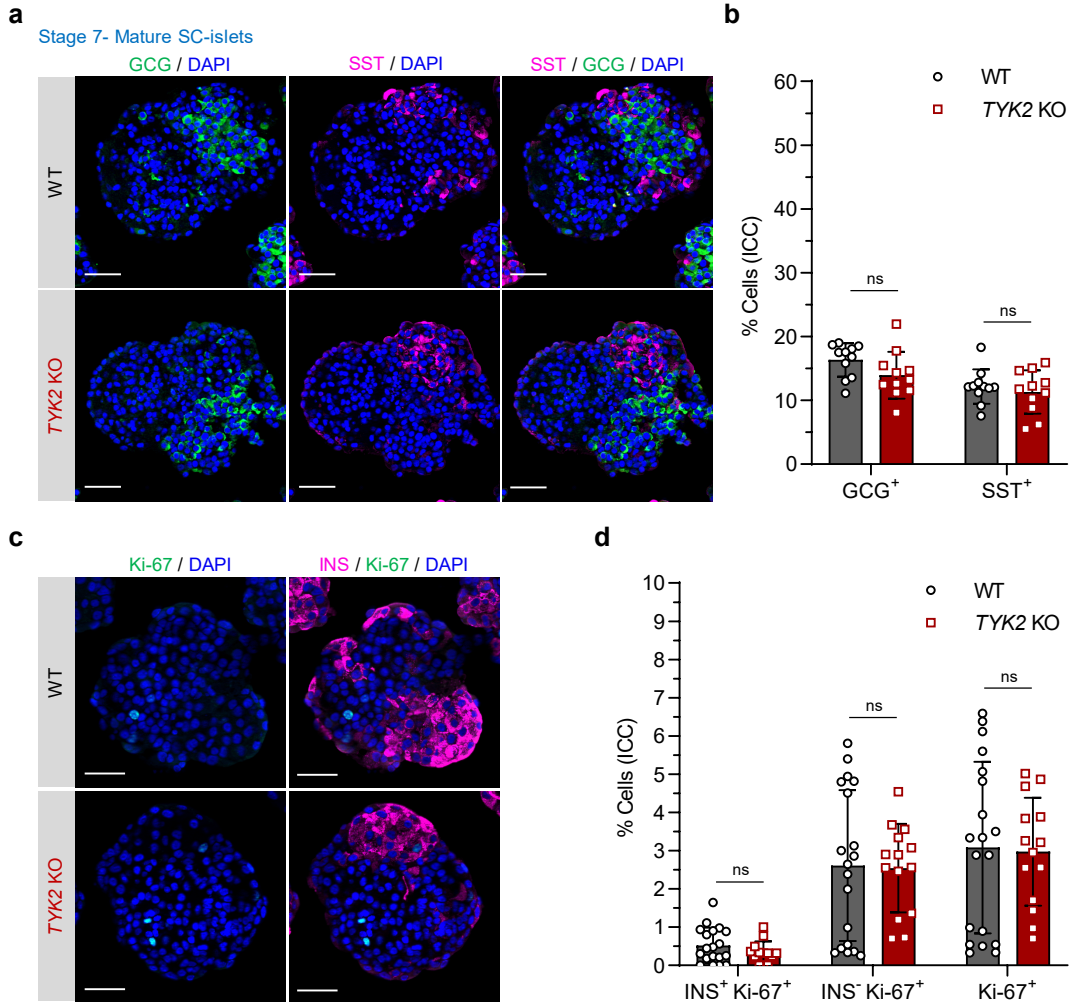 a
Stage 7- Mature SC-islets
GCG / DAPI
SST / DAPI
SST / GCG / DAPI
WT
TYK2 KO
b
% Cells (ICC)
60
50
40
30
20
10
0
WT
TYK2 KO
ns
ns
GCG+
SST+
c
Ki-67 / DAPI
INS / Ki-67 / DAPI
WT
TYK2 KO
d
% Cells (ICC)
10
9
8
7
6
5
4
3
2
1
0
WT
TYK2 KO
ns
ns
ns
INS+ Ki-67+
INS- Ki-67+
Ki-67+